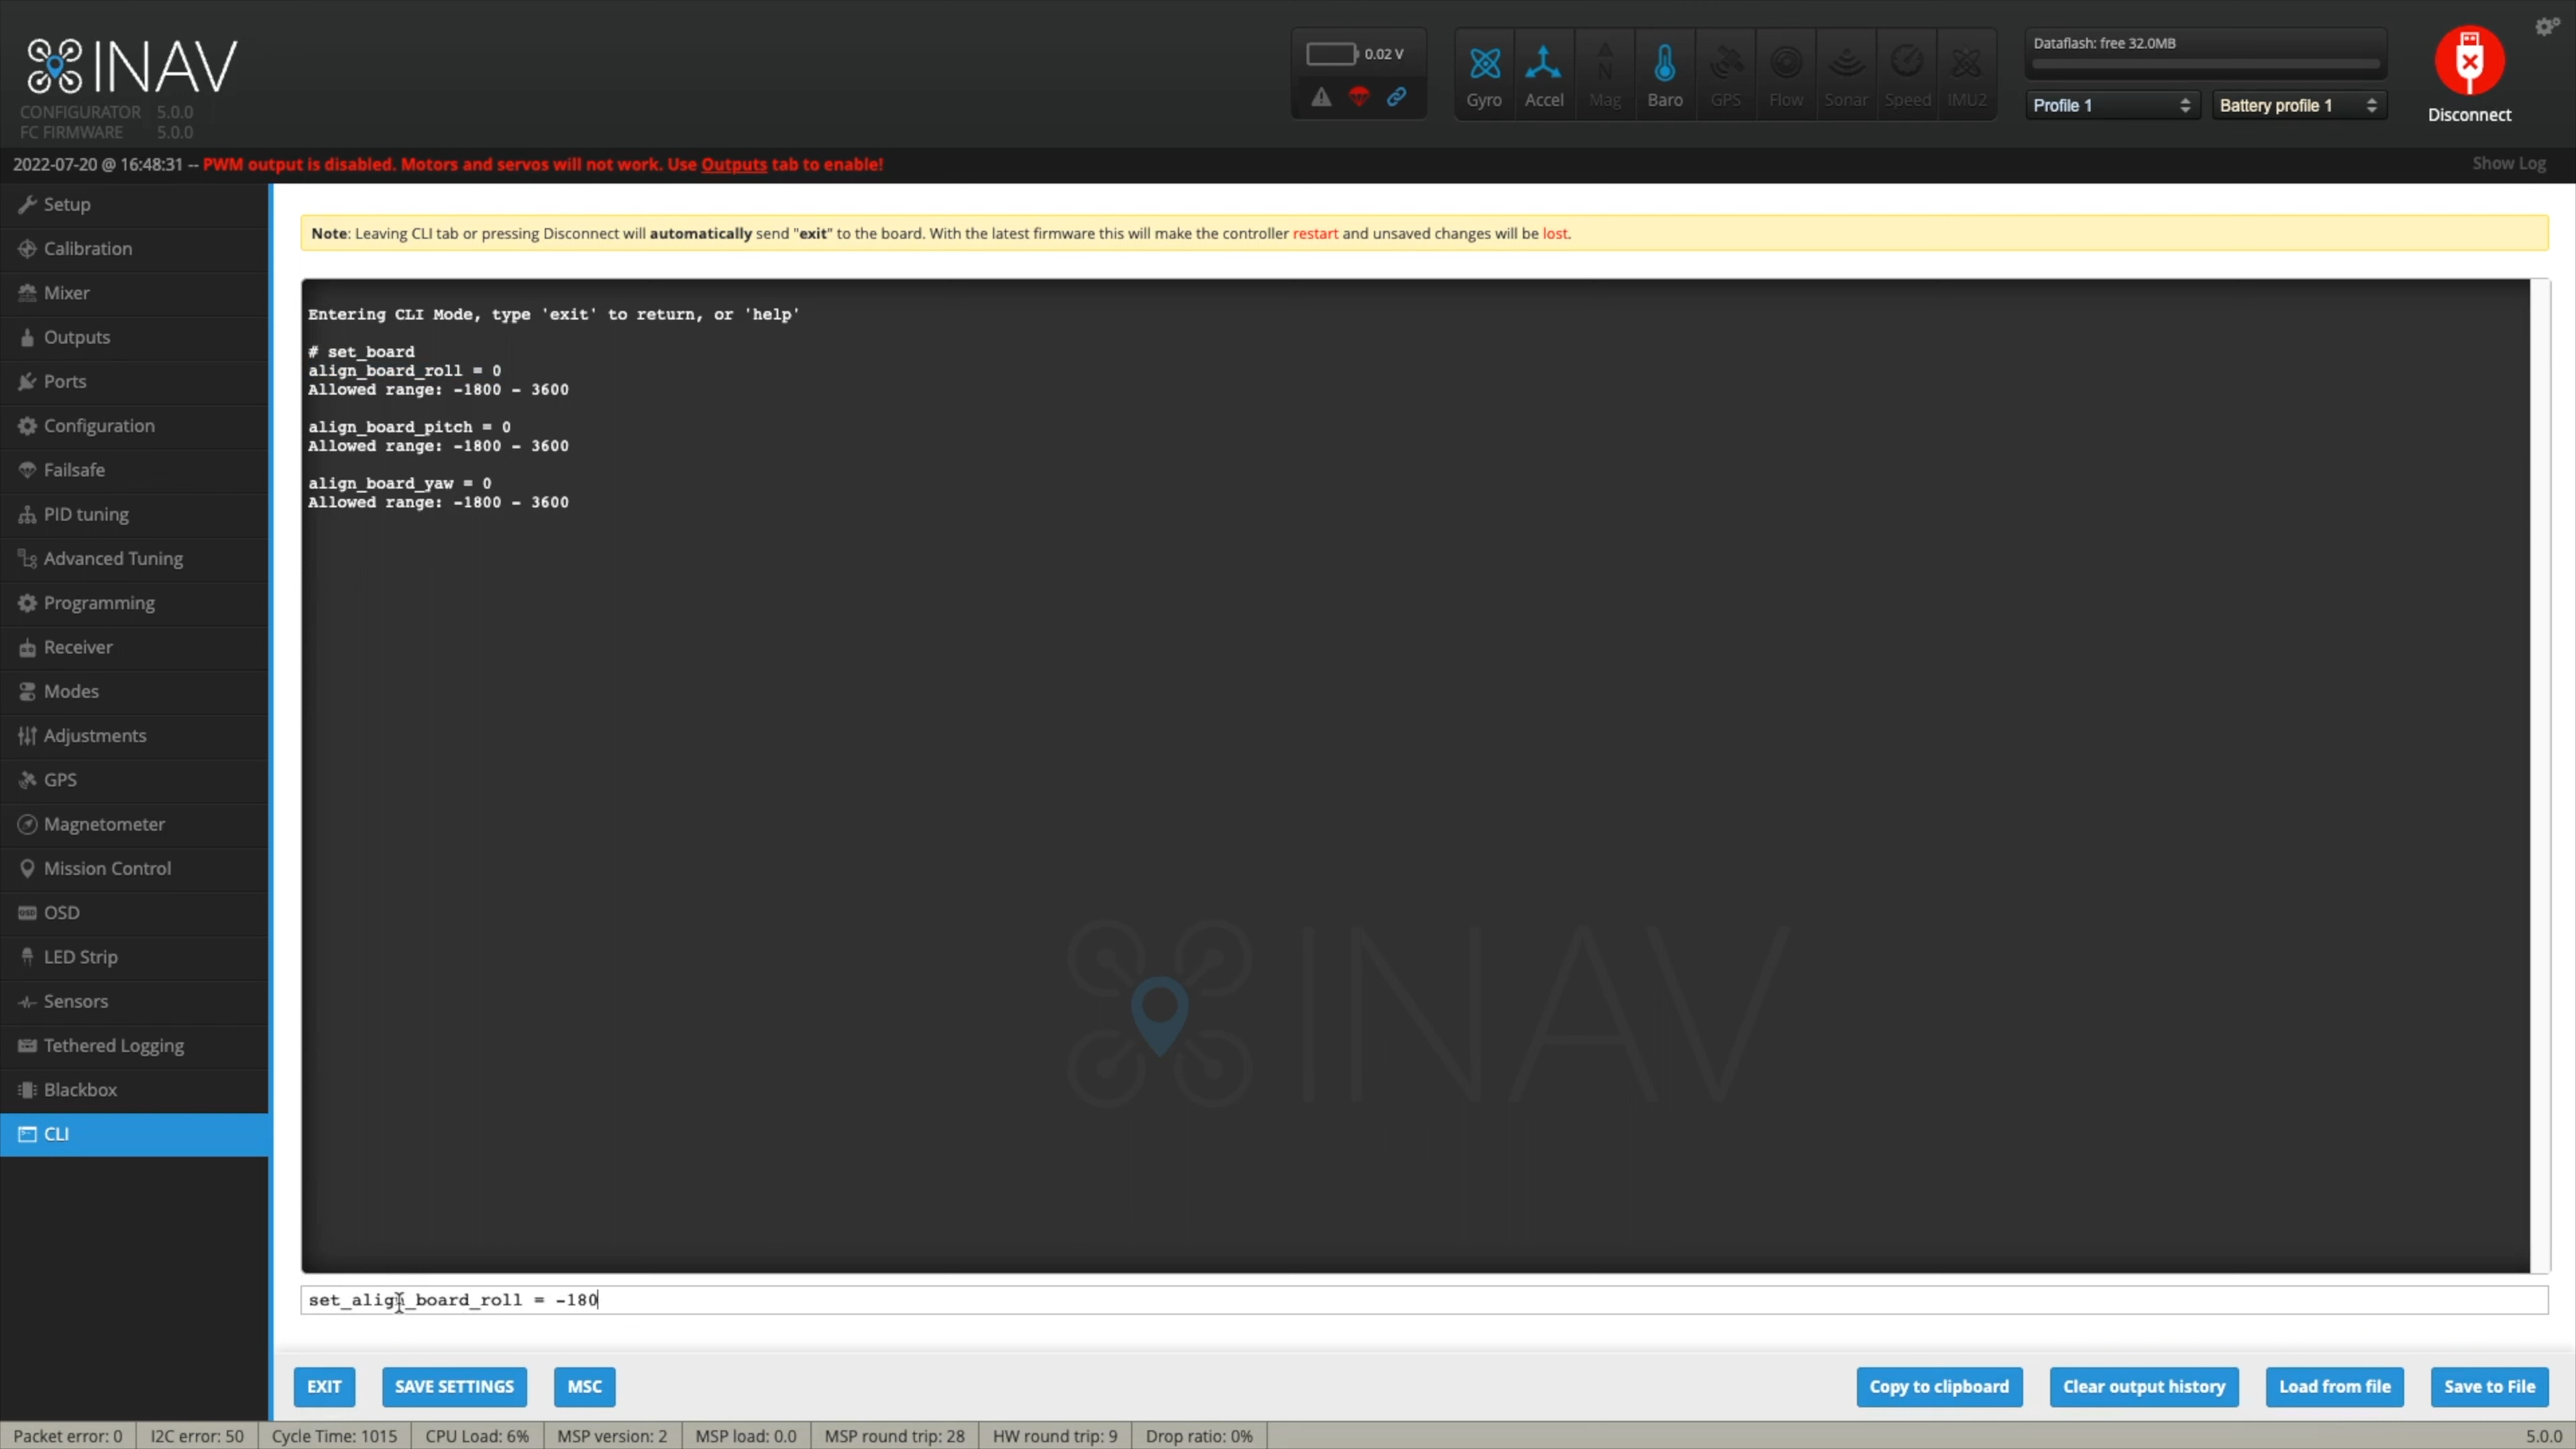 INAV
CONFIGURATOR 5.0.0
FC FIRMWARE 5.0.0
0.02 V
Gyro Accel Mag Baro GPS Flow Sonar Speed IMU2
Dataflash: free 32.0MB
Profile 1 Battery profile 1
Disconnect
2022-07-20 @ 16:48:31 -- PWM output is disabled. Motors and servos will not work. Use Outputs tab to enable!
Show Log
Setup
Calibration
Mixer
Outputs
Ports
Configuration
Failsafe
PID tuning
Advanced Tuning
Programming
Receiver
Modes
Adjustments
GPS
Magnetometer
Mission Control
OSD
LED Strip
Sensors
Tethered Logging
Blackbox
CLI
Note: Leaving CLI tab or pressing Disconnect will automatically send "exit" to the board. With the latest firmware this will make the controller restart and unsaved changes will be lost.
Entering CLI Mode, type 'exit' to return, or 'help'
# set_board
align_board_roll = 0
Allowed range: -1800 - 3600
align_board_pitch = 0
Allowed range: -1800 - 3600
align_board_yaw = 0
Allowed range: -1800 - 3600
INAV
set_align_board_roll = -180
EXIT SAVE SETTINGS MSC Copy to clipboard Clear output history Load from file Save to File
Packet error: 0 I2C error: 50 Cycle Time: 1015 CPU Load: 6% MSP version: 2 MSP load: 0.0 MSP round trip: 28 HW round trip: 9 Drop ratio: 0% 5.0.0